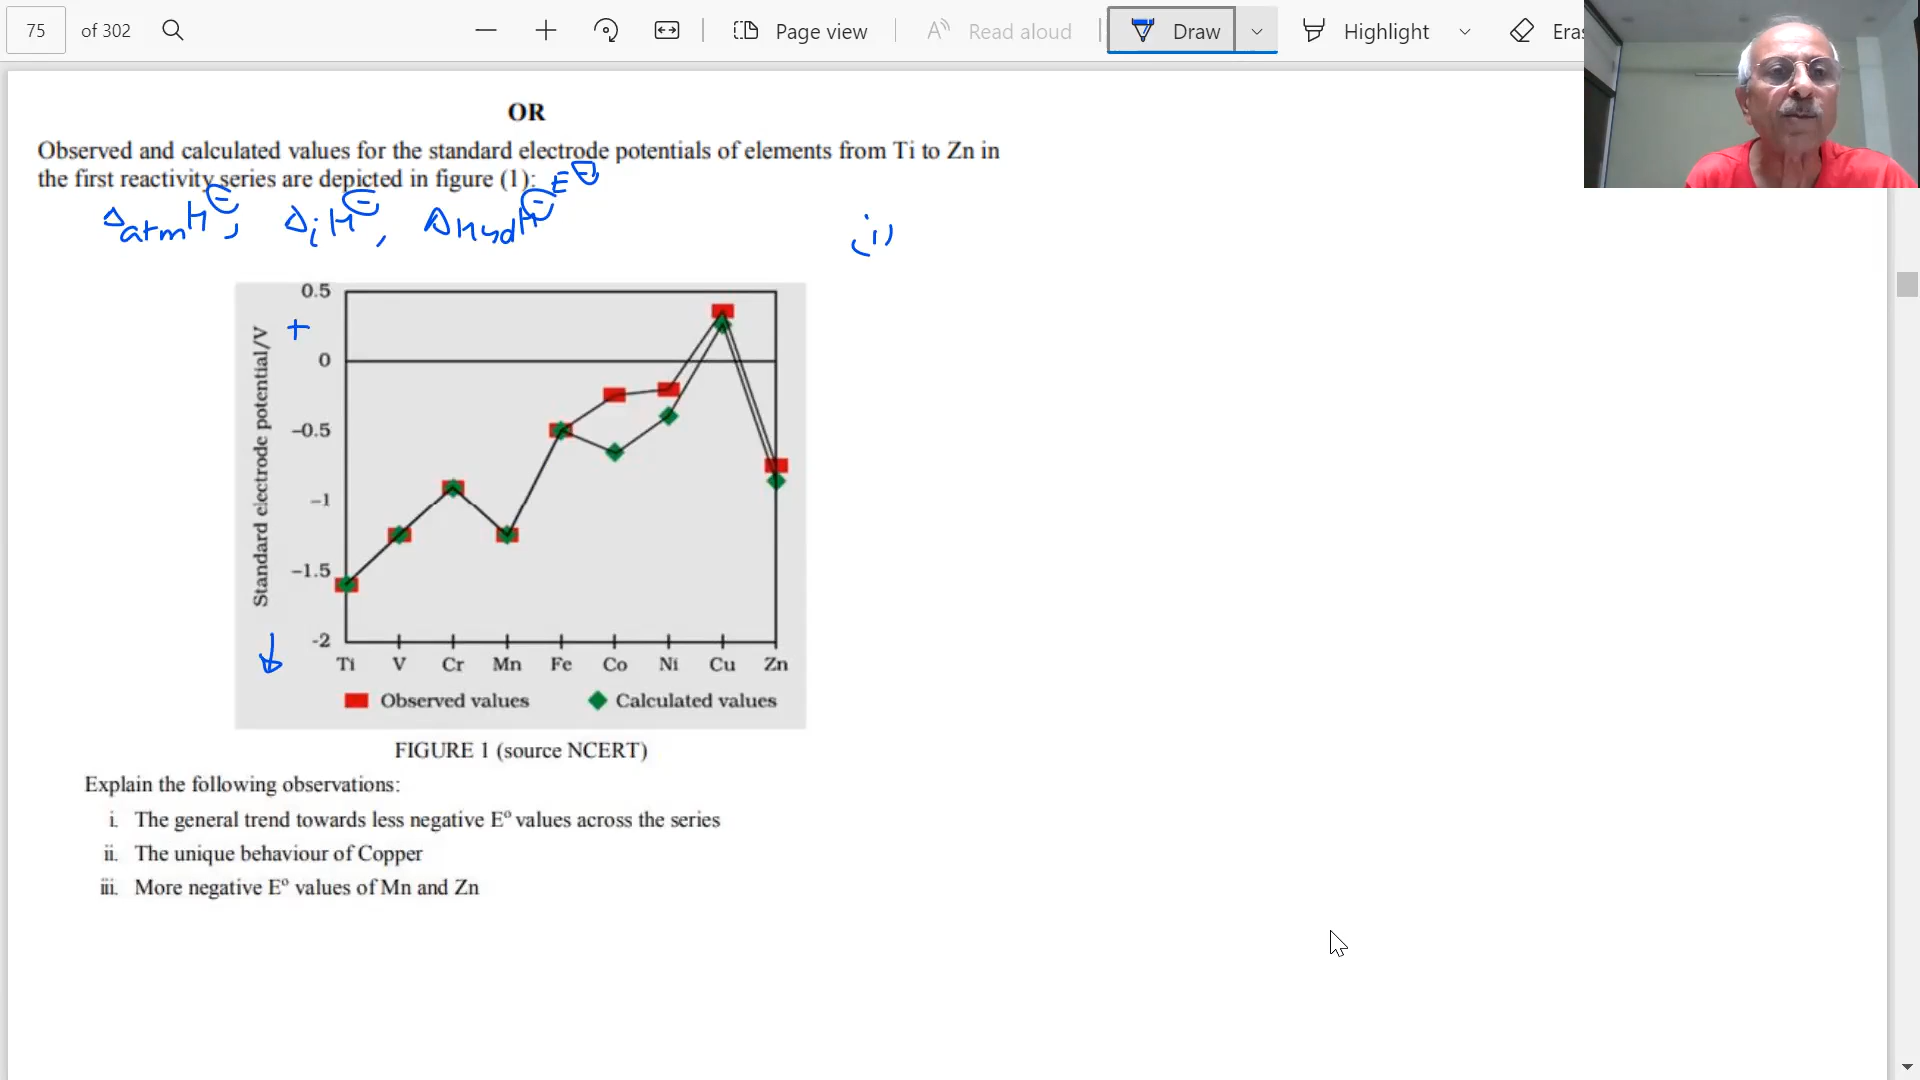 75 of 302 Page view Read aloud Draw Highlight
OR
Observed and calculated values for the standard electrode potentials of elements from Ti to Zn in
the first reactivity series are depicted in figure (1):
E⊖
ΔatmH⊖, ΔiH⊖, ΔHydH⊖
(i)
Standard electrode potential/V
+
0.5
0
−0.5
−1
−1.5
-2
Ti V Cr Mn Fe Co Ni Cu Zn
Observed values Calculated values
FIGURE 1 (source NCERT)
Explain the following observations:
i. The general trend towards less negative Eº values across the series
ii. The unique behaviour of Copper
iii. More negative Eº values of Mn and Zn